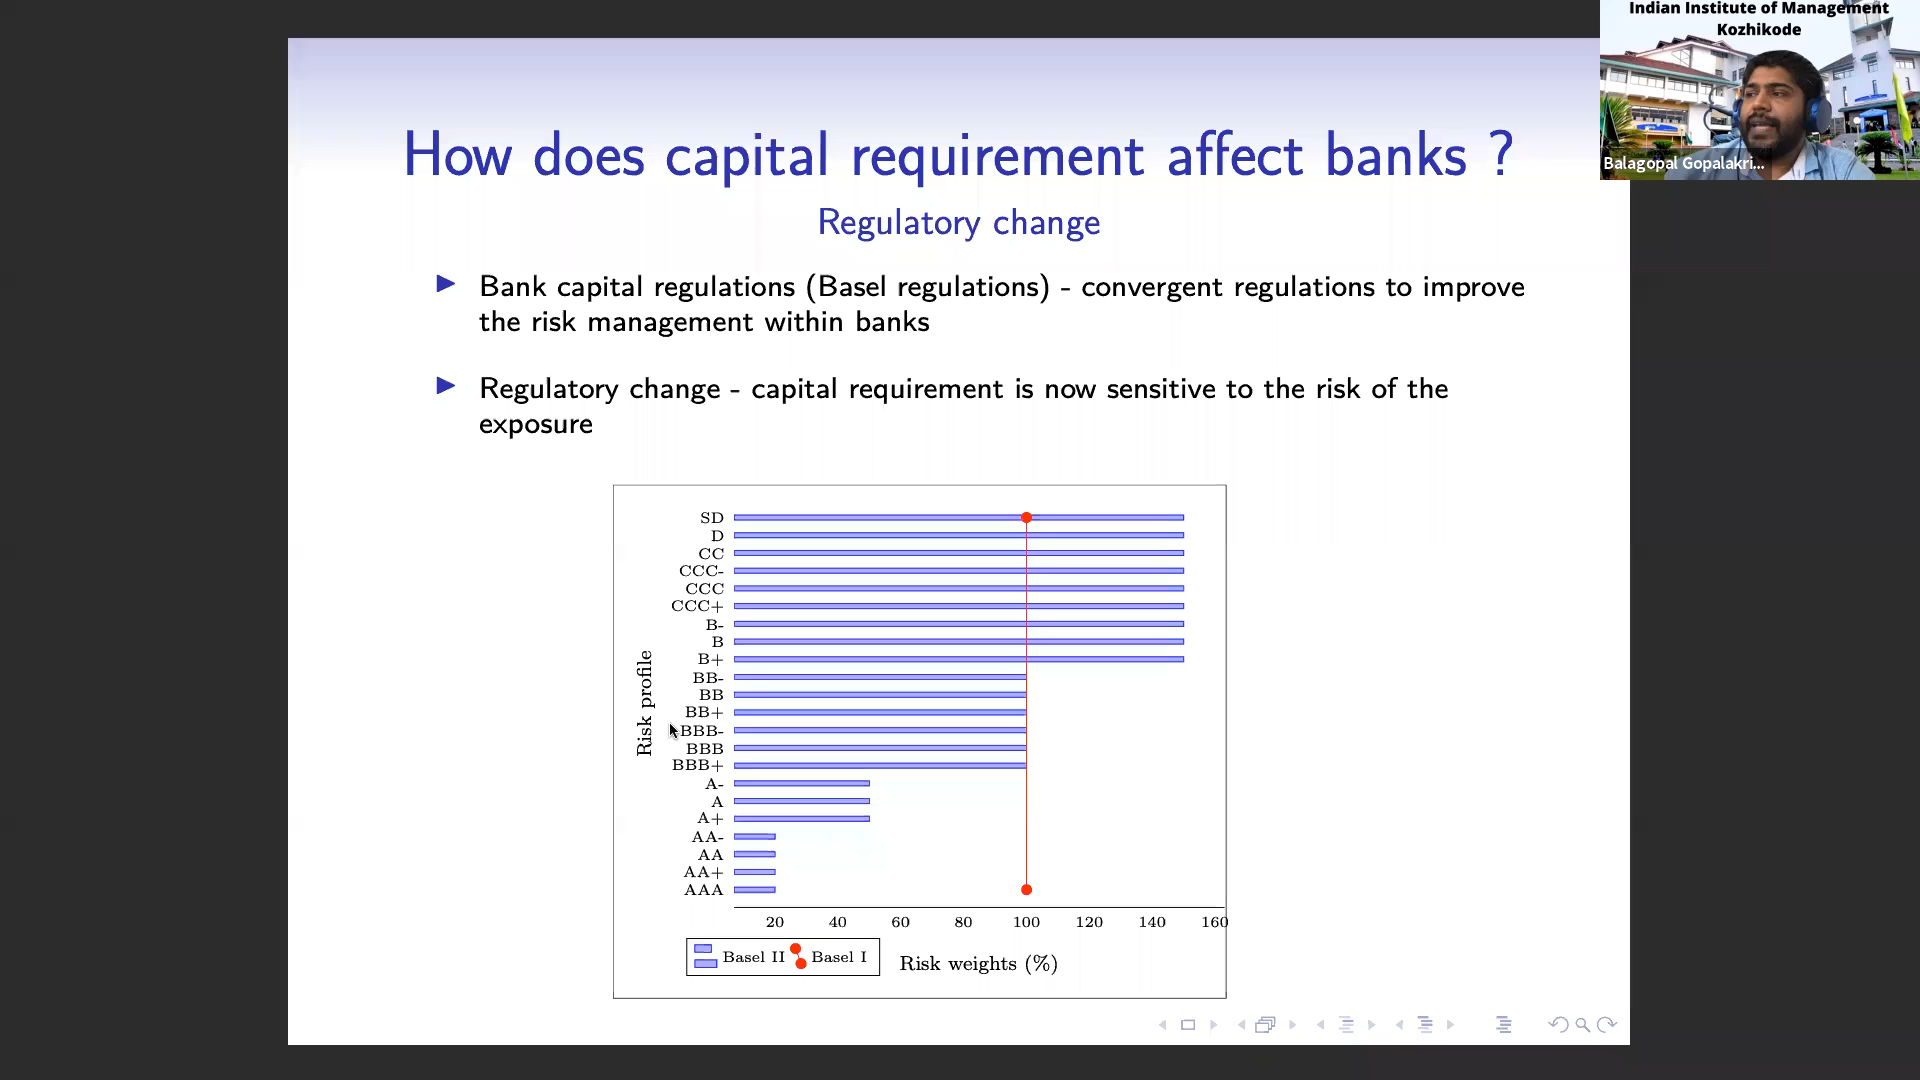 Indian Institute of Management
Kozhikode
Balagopal Gopalakri...
How does capital requirement affect banks ?
Regulatory change
Bank capital regulations (Basel regulations) - convergent regulations to improve
the risk management within banks
Regulatory change - capital requirement is now sensitive to the risk of the
exposure
SD
D
CC
CCC-
CCC
CCC+
B-
B
B+
BB-
BB
BB+
BBB-
BBB
BBB+
A-
A
A+
AA-
AA
AA+
AAA
Risk profile
20 40 60 80 100 120 140 160
Basel II Basel I
Risk weights (%)